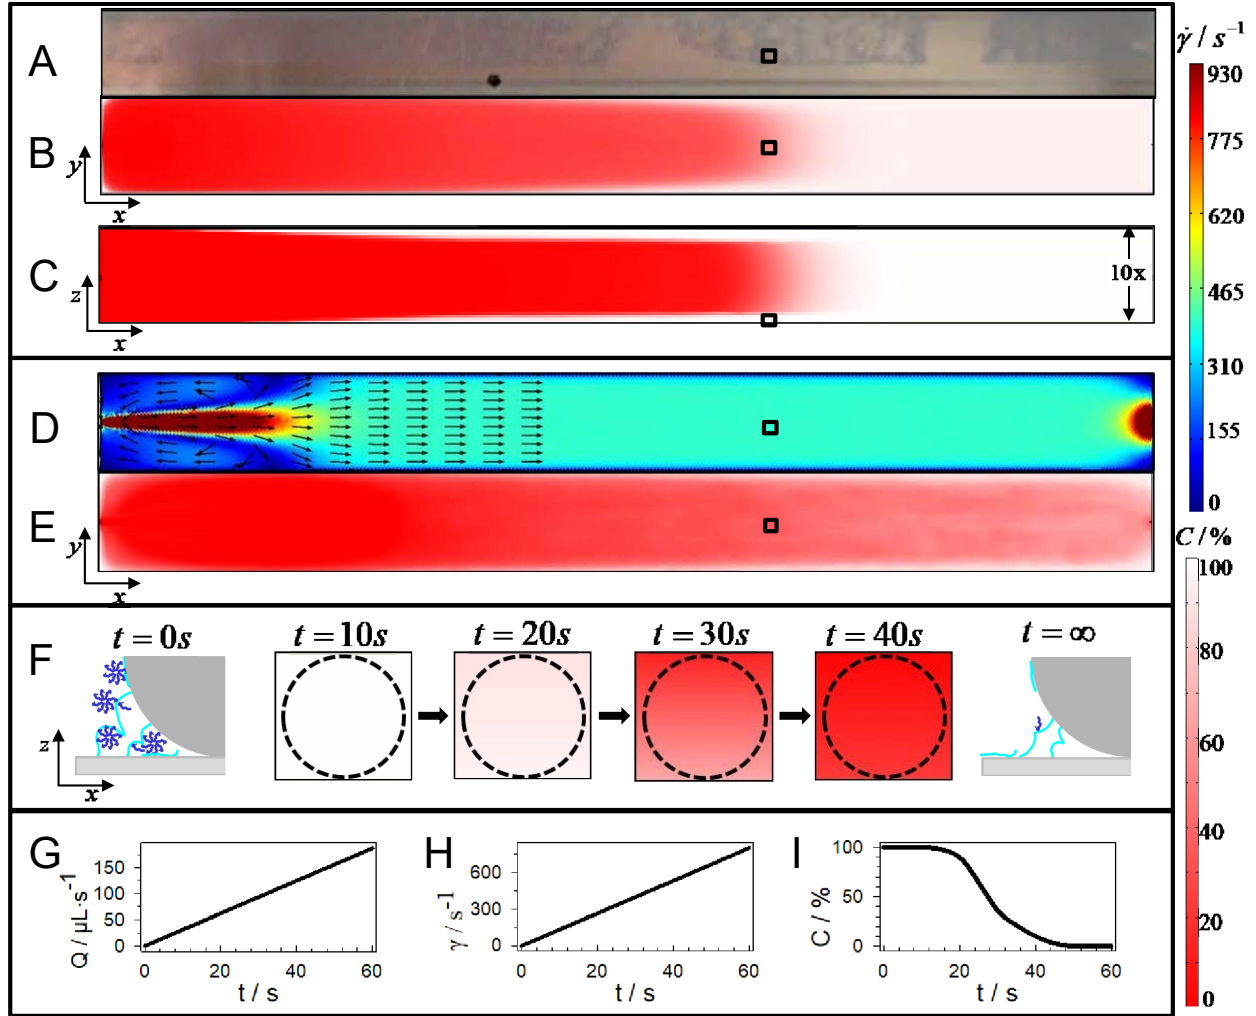 A
B
y
x
C
z
x
10x
γ̇ / s⁻¹
930
775
620
465
310
155
0
D
E
y
x
C / %
100
80
60
40
20
0
F
t = 0s
t = 10s
t = 20s
t = 30s
t = 40s
t = ∞
z
x
G
Q / µL·s⁻¹
150
100
50
0
0 20 40 60
t / s
H
γ / s⁻¹
600
300
0
0 20 40 60
t / s
I
C / %
100
50
0
0 20 40 60
t / s